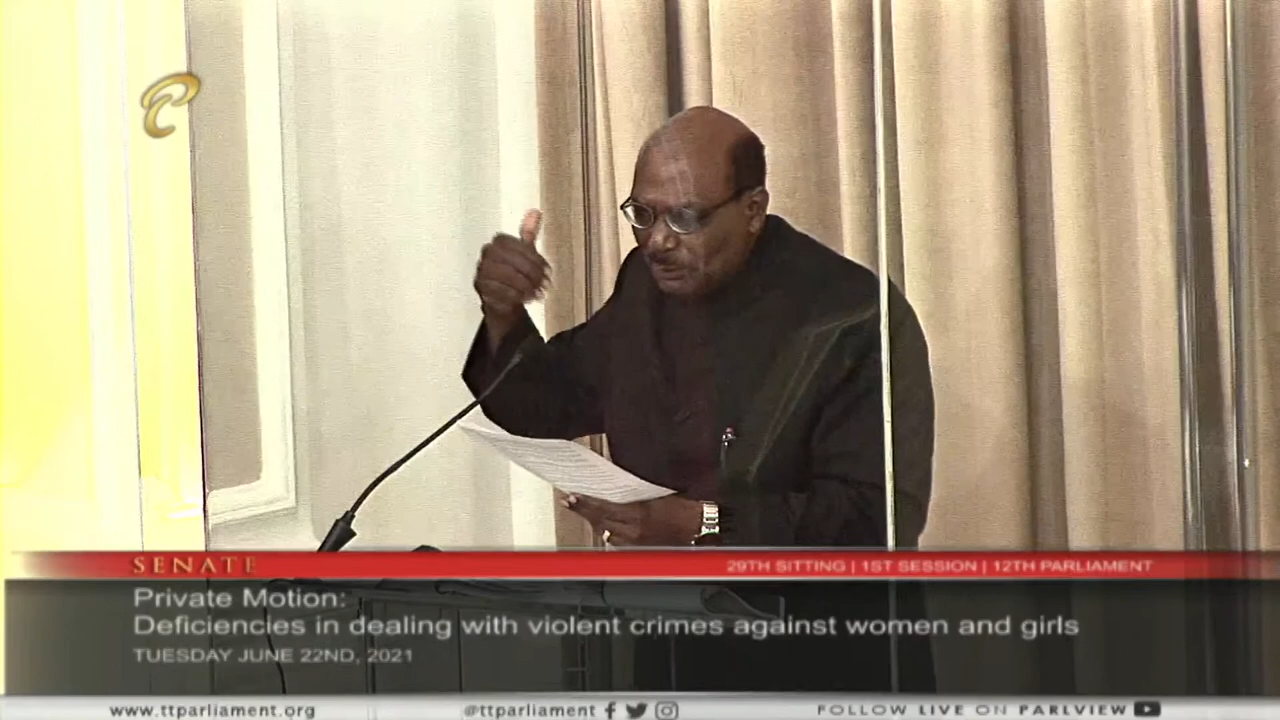 SENATE
29TH SITTING | 1ST SESSION | 12TH PARLIAMENT
Private Motion:
Deficiencies in dealing with violent crimes against women and girls
TUESDAY JUNE 22ND, 2021
www.ttparliament.org @ttparliament FOLLOW LIVE ON PARLVIEW